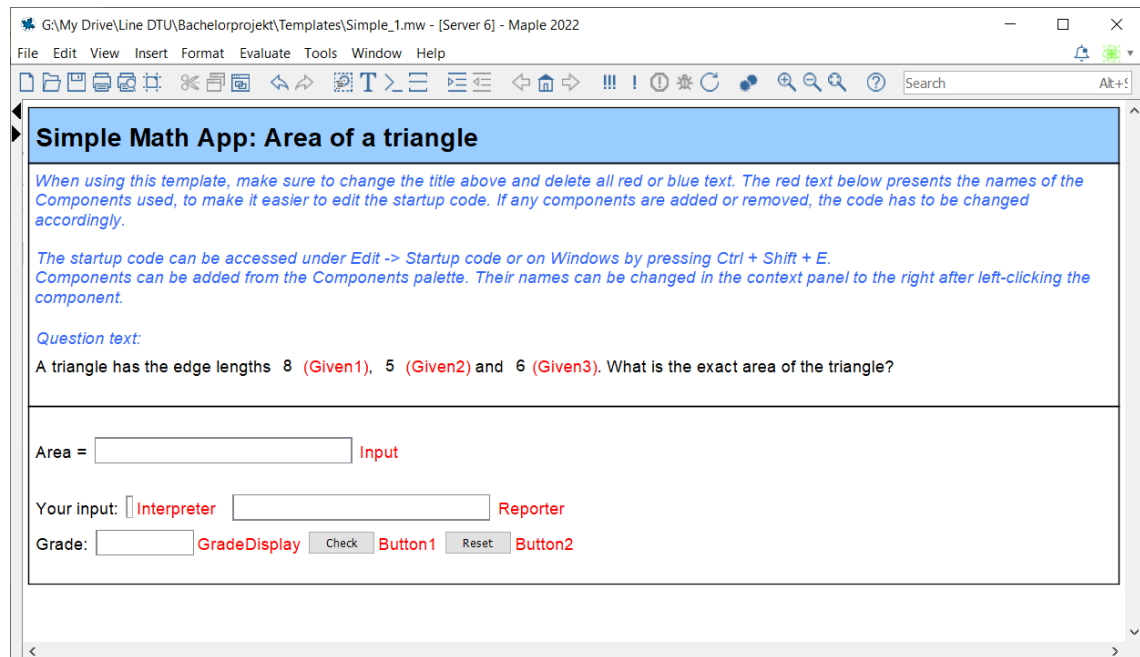 G:\My Drive\Line DTU\Bachelorprojekt\Templates\Simple_1.mw - [Server 6] - Maple 2022
File Edit View Insert Format Evaluate Tools Window Help
Search Alt+S
Simple Math App: Area of a triangle
When using this template, make sure to change the title above and delete all red or blue text. The red text below presents the names of the
Components used, to make it easier to edit the startup code. If any components are added or removed, the code has to be changed
accordingly.
The startup code can be accessed under Edit -> Startup code or on Windows by pressing Ctrl + Shift + E.
Components can be added from the Components palette. Their names can be changed in the context panel to the right after left-clicking the
component.
Question text:
A triangle has the edge lengths 8 (Given1), 5 (Given2) and 6 (Given3). What is the exact area of the triangle?
Area = Input
Your input: Interpreter Reporter
Grade: GradeDisplay Check Button1 Reset Button2